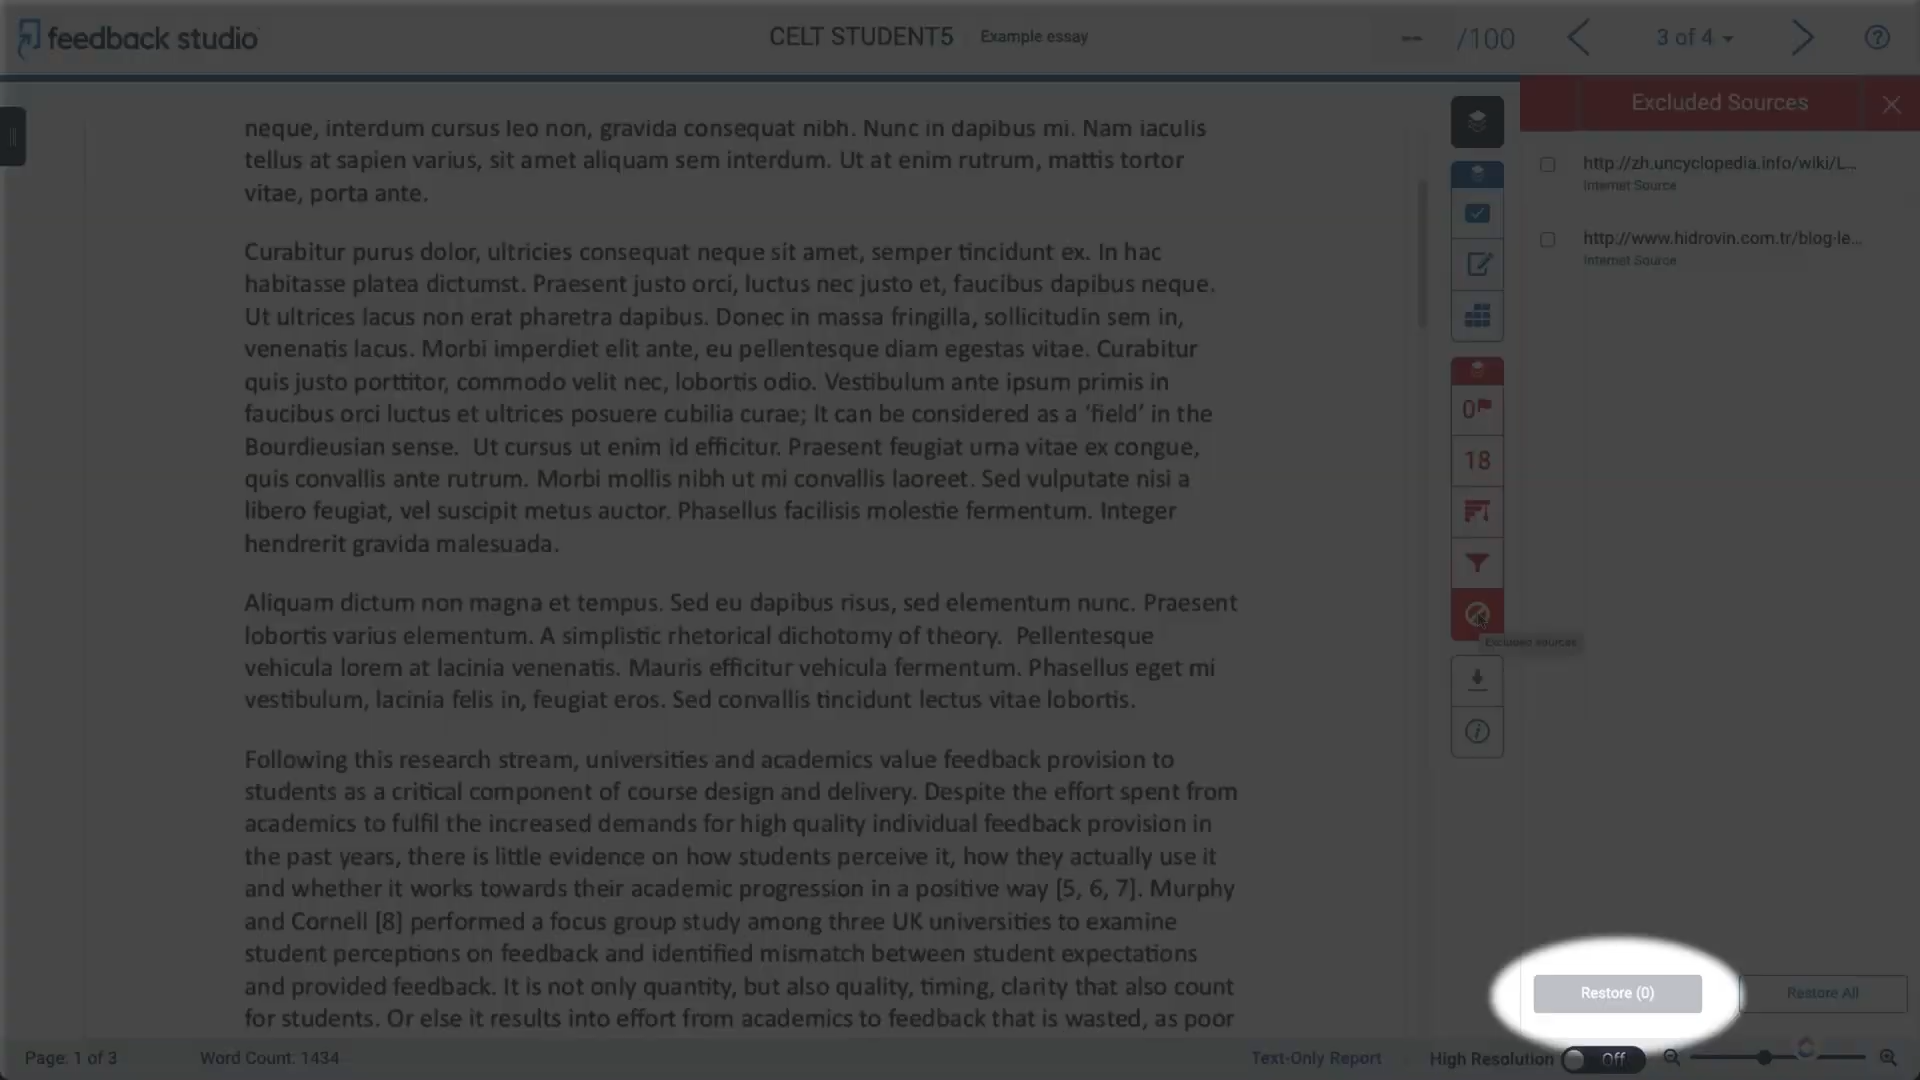 feedback studio
CELT STUDENT5 Example essay
-- /100
3 of 4
Excluded Sources
http://zh.uncyclopedia.info/wiki/L...
Internet Source
http://www.hidrovin.com.tr/blog-le...
Internet Source
neque, interdum cursus leo non, gravida consequat nibh. Nunc in dapibus mi. Nam iaculis
tellus at sapien varius, sit amet aliquam sem interdum. Ut at enim rutrum, mattis tortor
vitae, porta ante.
Curabitur purus dolor, ultricies consequat neque sit amet, semper tincidunt ex. In hac
habitasse platea dictumst. Praesent justo orci, luctus nec justo et, faucibus dapibus neque.
Ut ultrices lacus non erat pharetra dapibus. Donec in massa fringilla, sollicitudin sem in,
venenatis lacus. Morbi imperdiet elit ante, eu pellentesque diam egestas vitae. Curabitur
quis justo porttitor, commodo velit nec, lobortis odio. Vestibulum ante ipsum primis in
faucibus orci luctus et ultrices posuere cubilia curae; It can be considered as a ‘field’ in the
Bourdieusian sense.  Ut cursus ut enim id efficitur. Praesent feugiat urna vitae ex congue,
quis convallis ante rutrum. Morbi mollis nibh ut mi convallis laoreet. Sed vulputate nisi a
libero feugiat, vel suscipit metus auctor. Phasellus facilisis molestie fermentum. Integer
hendrerit gravida malesuada.
Aliquam dictum non magna et tempus. Sed eu dapibus risus, sed elementum nunc. Praesent
lobortis varius elementum. A simplistic rhetorical dichotomy of theory.  Pellentesque
vehicula lorem at lacinia venenatis. Mauris efficitur vehicula fermentum. Phasellus eget mi
vestibulum, lacinia felis in, feugiat eros. Sed convallis tincidunt lectus vitae lobortis.
Following this research stream, universities and academics value feedback provision to
students as a critical component of course design and delivery. Despite the effort spent from
academics to fulfil the increased demands for high quality individual feedback provision in
the past years, there is little evidence on how students perceive it, how they actually use it
and whether it works towards their academic progression in a positive way [5, 6, 7]. Murphy
and Cornell [8] performed a focus group study among three UK universities to examine
student perceptions on feedback and identified mismatch between student expectations
and provided feedback. It is not only quantity, but also quality, timing, clarity that also count
for students. Or else it results into effort from academics to feedback that is wasted, as poor
0
18
Excluded Sources
Restore (0)
Restore All
Page: 1 of 3
Word Count: 1434
Text-Only Report
High Resolution
Off